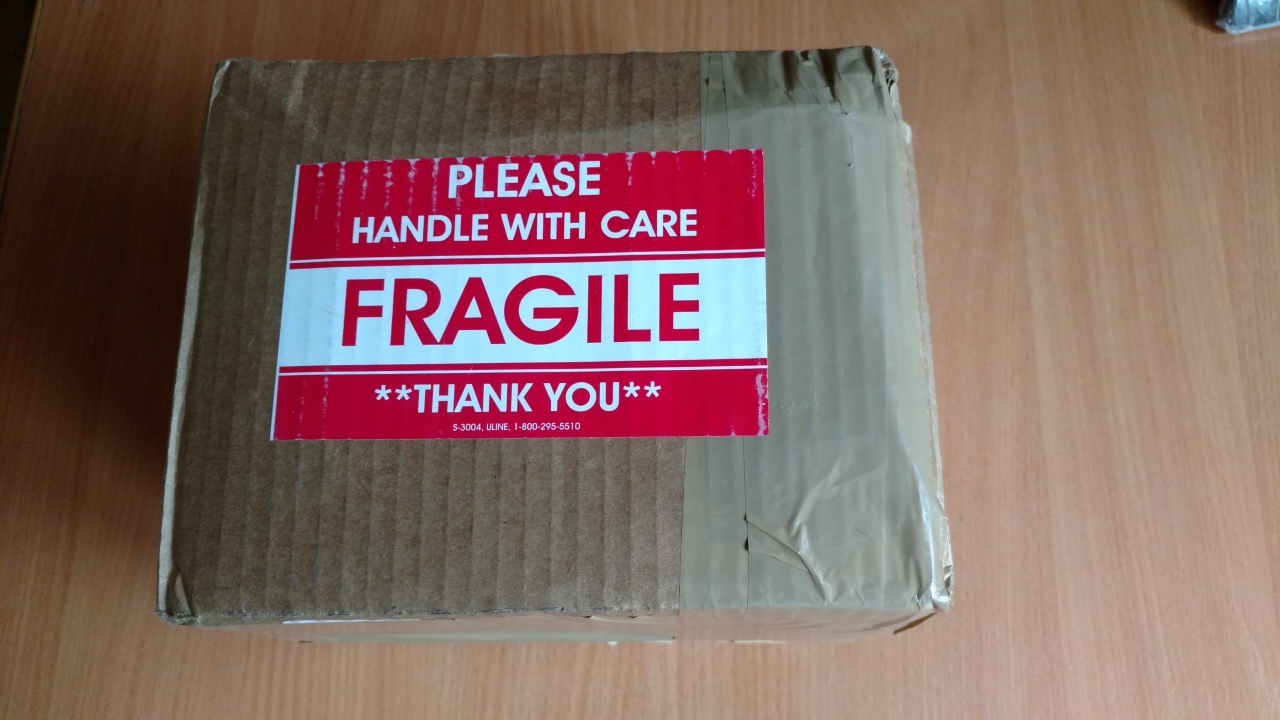 PLEASE
HANDLE WITH CARE
FRAGILE
**THANK YOU**
S-3004, ULINE, 1-800-295-5510